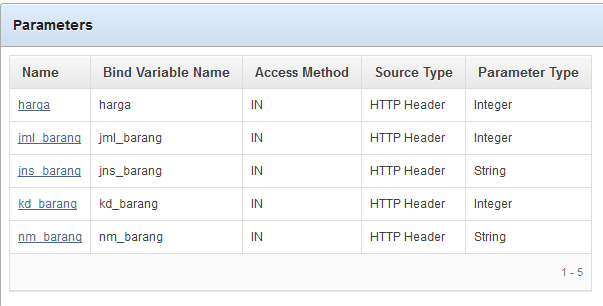 Parameters
Name Bind Variable Name Access Method Source Type Parameter Type
harga harga IN HTTP Header Integer
jml_barang jml_barang IN HTTP Header Integer
jns_barang jns_barang IN HTTP Header String
kd_barang kd_barang IN HTTP Header Integer
nm_barang nm_barang IN HTTP Header String
1 - 5